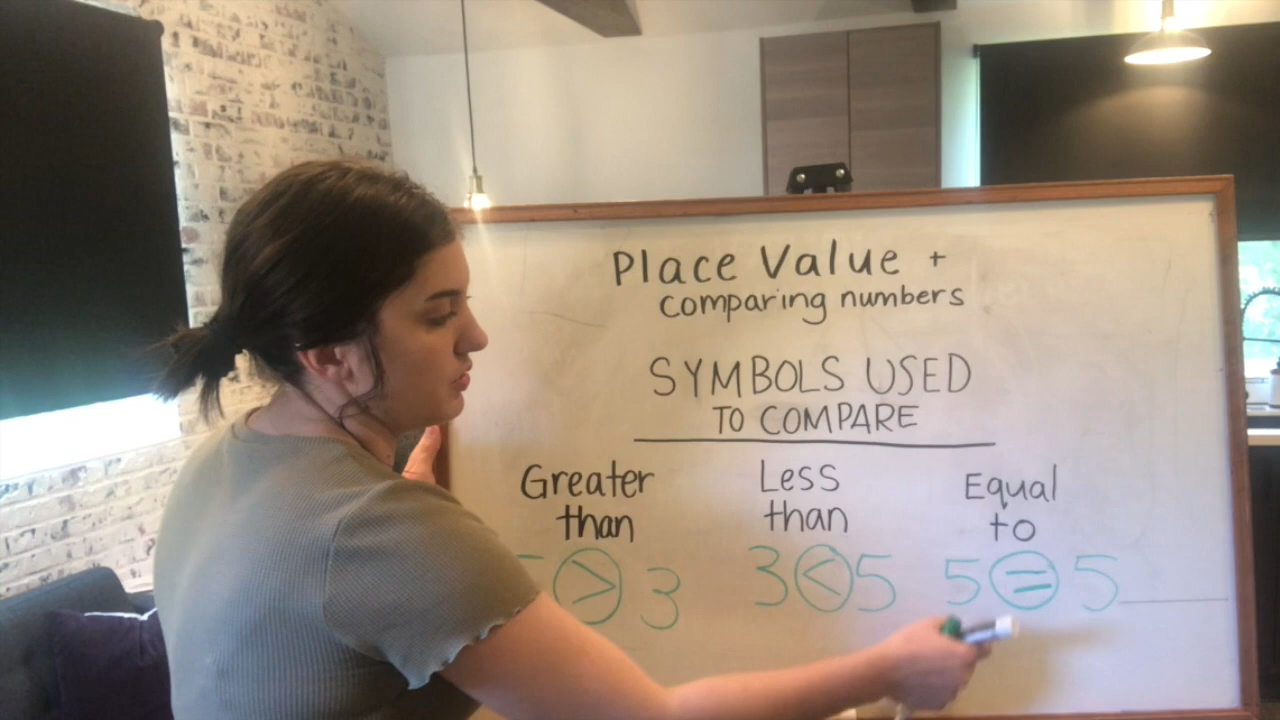 Place Value +
comparing numbers
SYMBOLS USED
TO COMPARE
Greater
than
Less
than
Equal
to
> 3
3 < 5
5 = 5